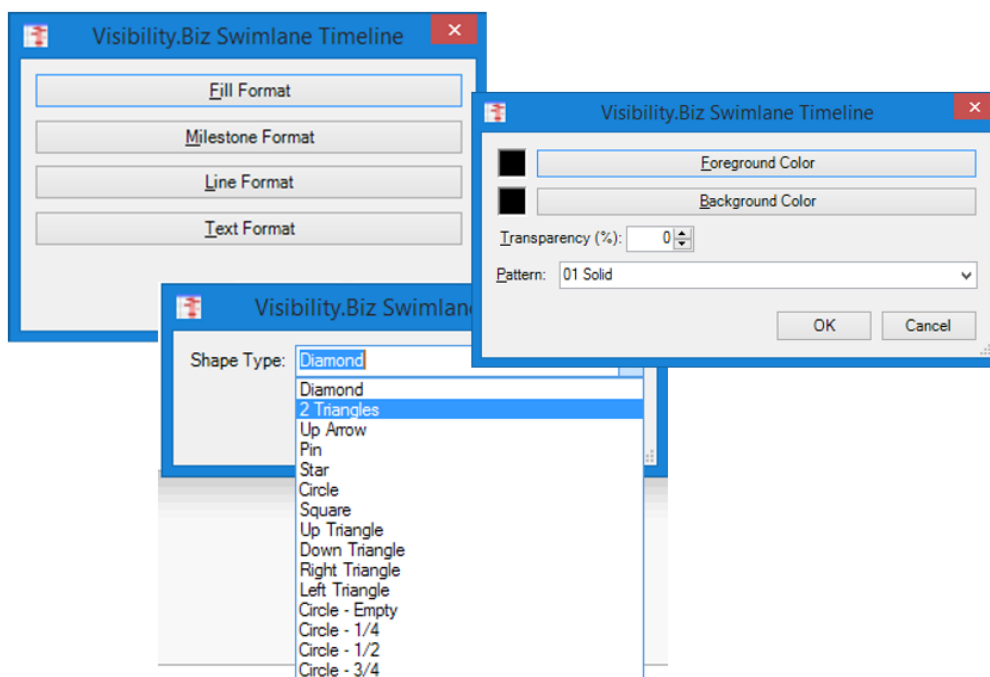 Visibility.Biz Swimlane Timeline
Fill Format
Milestone Format
Line Format
Text Format
Visibility.Biz Swimlane Timeline
Foreground Color
Background Color
Transparency (%): 0
Pattern: 01 Solid
OK Cancel
Visibility.Biz Swimlan
Shape Type: Diamond
Diamond
2 Triangles
Up Arrow
Pin
Star
Circle
Square
Up Triangle
Down Triangle
Right Triangle
Left Triangle
Circle - Empty
Circle - 1/4
Circle - 1/2
Circle - 3/4